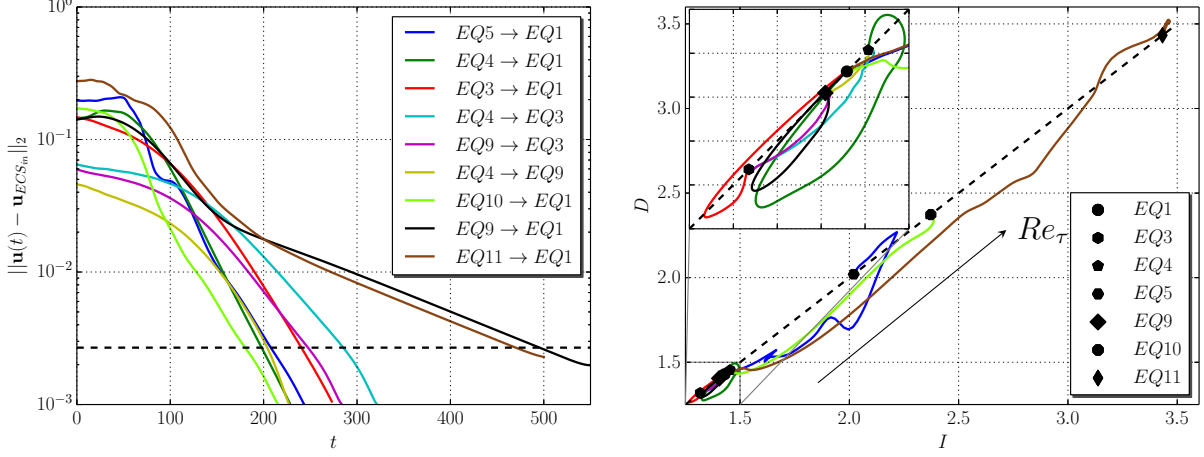 10^0
10^{-1}
10^{-2}
10^{-3}
||u(t) − u_{ECS_{in}}||_2
0 100 200 300 400 500
t
EQ5 → EQ1
EQ4 → EQ1
EQ3 → EQ1
EQ4 → EQ3
EQ9 → EQ3
EQ4 → EQ9
EQ10 → EQ1
EQ9 → EQ1
EQ11 → EQ1
3.5
3.0
2.5
2.0
1.5
D
1.5 2.0 2.5 3.0 3.5
I
Re_τ
EQ1
EQ3
EQ4
EQ5
EQ9
EQ10
EQ11